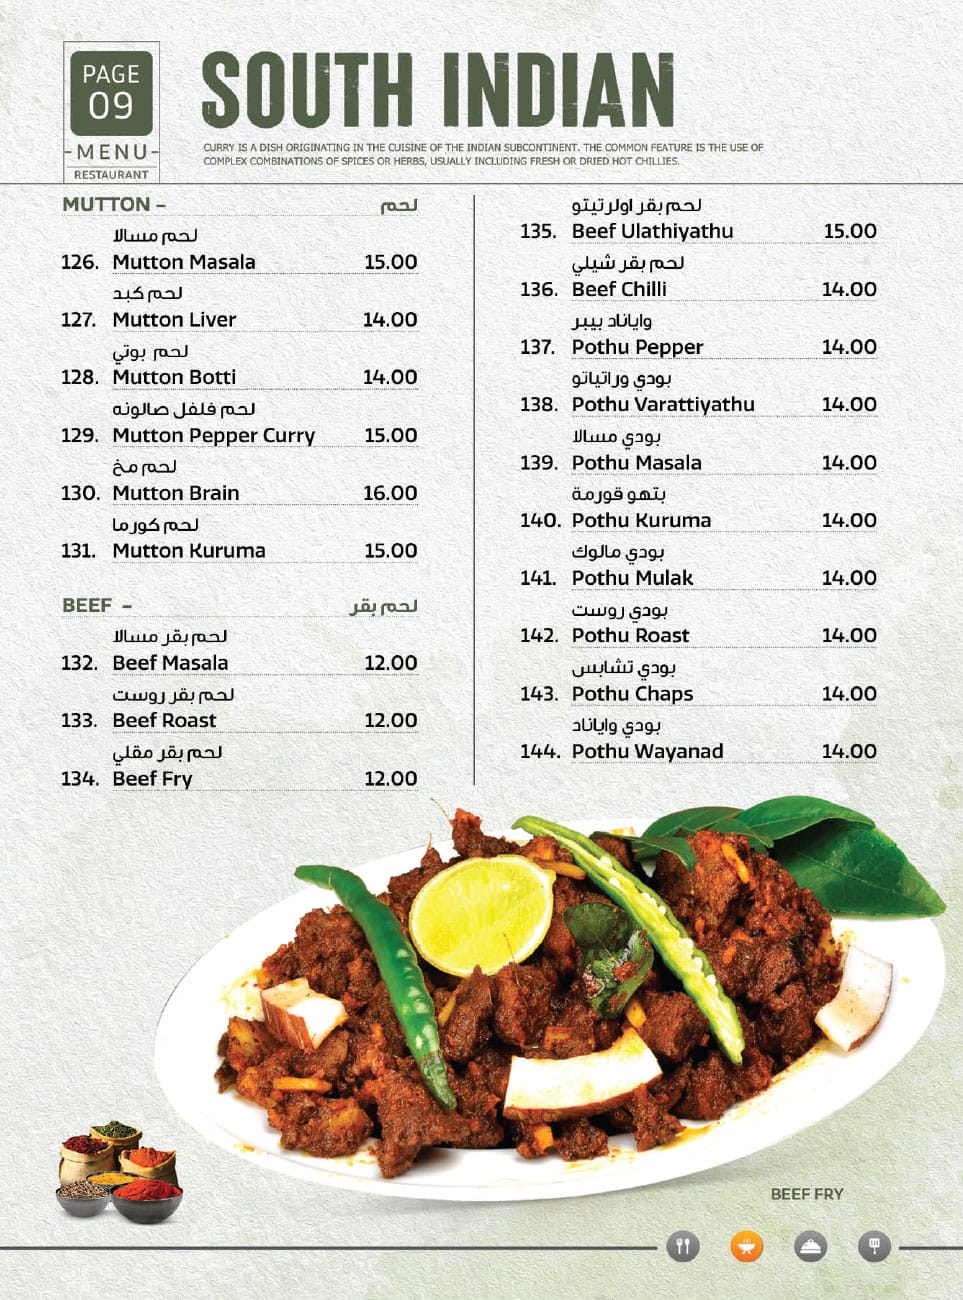 PAGE
09
MENU
RESTAURANT
SOUTH INDIAN
CURRY IS A DISH ORIGINATING IN THE CUISINE OF THE INDIAN SUBCONTINENT. THE COMMON FEATURE IS THE USE OF
COMPLEX COMBINATIONS OF SPICES OR HERBS, USUALLY INCLUDING FRESH OR DRIED HOT CHILLIES.
MUTTON – لحم
لحم مسالا
126. Mutton Masala 15.00
لحم كبد
127. Mutton Liver 14.00
لحم بوتي
128. Mutton Botti 14.00
لحم فلفل صالونه
129. Mutton Pepper Curry 15.00
لحم مخ
130. Mutton Brain 16.00
لحم كورما
131. Mutton Kuruma 15.00
BEEF – لحم بقر
لحم بقر مسالا
132. Beef Masala 12.00
لحم بقر روست
133. Beef Roast 12.00
لحم بقر مقلي
134. Beef Fry 12.00
لحم بقر اولرتيتو
135. Beef Ulathiyathu 15.00
لحم بقر شيلي
136. Beef Chilli 14.00
واياناد بيبر
137. Pothu Pepper 14.00
بودي وراتياتو
138. Pothu Varattiyathu 14.00
بودي مسالا
139. Pothu Masala 14.00
بتهو قورمة
140. Pothu Kuruma 14.00
بودي مالوك
141. Pothu Mulak 14.00
بودي روست
142. Pothu Roast 14.00
بودي تشابس
143. Pothu Chaps 14.00
بودي واياناد
144. Pothu Wayanad 14.00
BEEF FRY